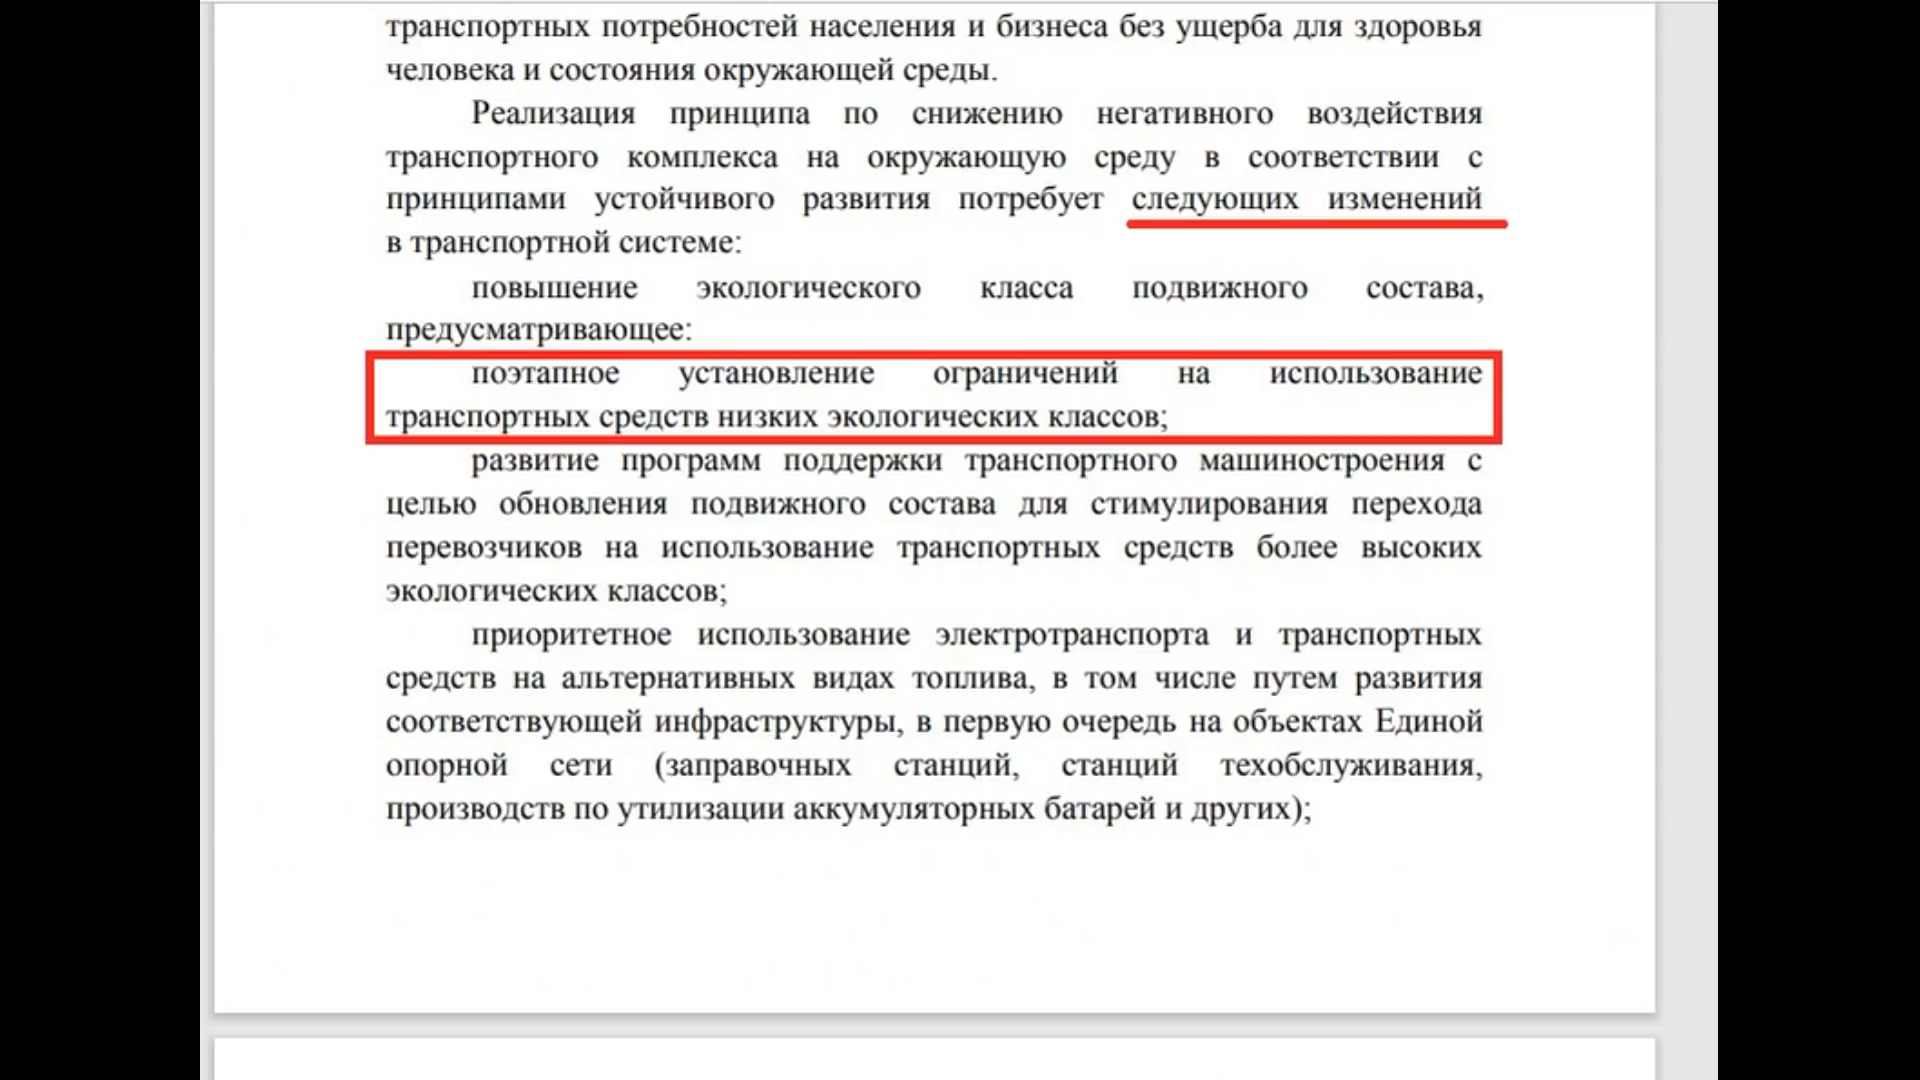 транспортных потребностей населения и бизнеса без ущерба для здоровья
человека и состояния окружающей среды.
Реализация принципа по снижению негативного воздействия
транспортного комплекса на окружающую среду в соответствии с
принципами устойчивого развития потребует следующих изменений
в транспортной системе:
повышение экологического класса подвижного состава,
предусматривающее:
поэтапное установление ограничений на использование
транспортных средств низких экологических классов;
развитие программ поддержки транспортного машиностроения с
целью обновления подвижного состава для стимулирования перехода
перевозчиков на использование транспортных средств более высоких
экологических классов;
приоритетное использование электротранспорта и транспортных
средств на альтернативных видах топлива, в том числе путем развития
соответствующей инфраструктуры, в первую очередь на объектах Единой
опорной сети (заправочных станций, станций техобслуживания,
производств по утилизации аккумуляторных батарей и других);